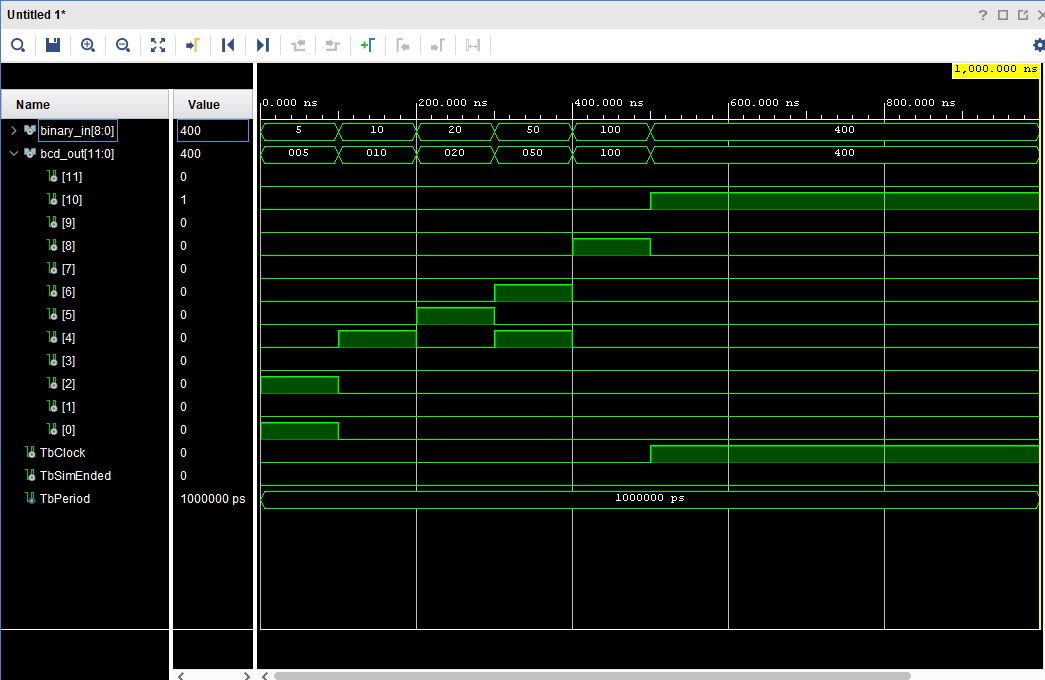 Untitled 1*
1,000.000 ns
Name Value 0.000 ns 200.000 ns 400.000 ns 600.000 ns 800.000 ns
binary_in[8:0] 400 5 10 20 50 100 400
bcd_out[11:0] 400 005 010 020 050 100 400
[11] 0
[10] 1
[9] 0
[8] 0
[7] 0
[6] 0
[5] 0
[4] 0
[3] 0
[2] 0
[1] 0
[0] 0
TbClock 0
TbSimEnded 0
TbPeriod 1000000 ps 1000000 ps